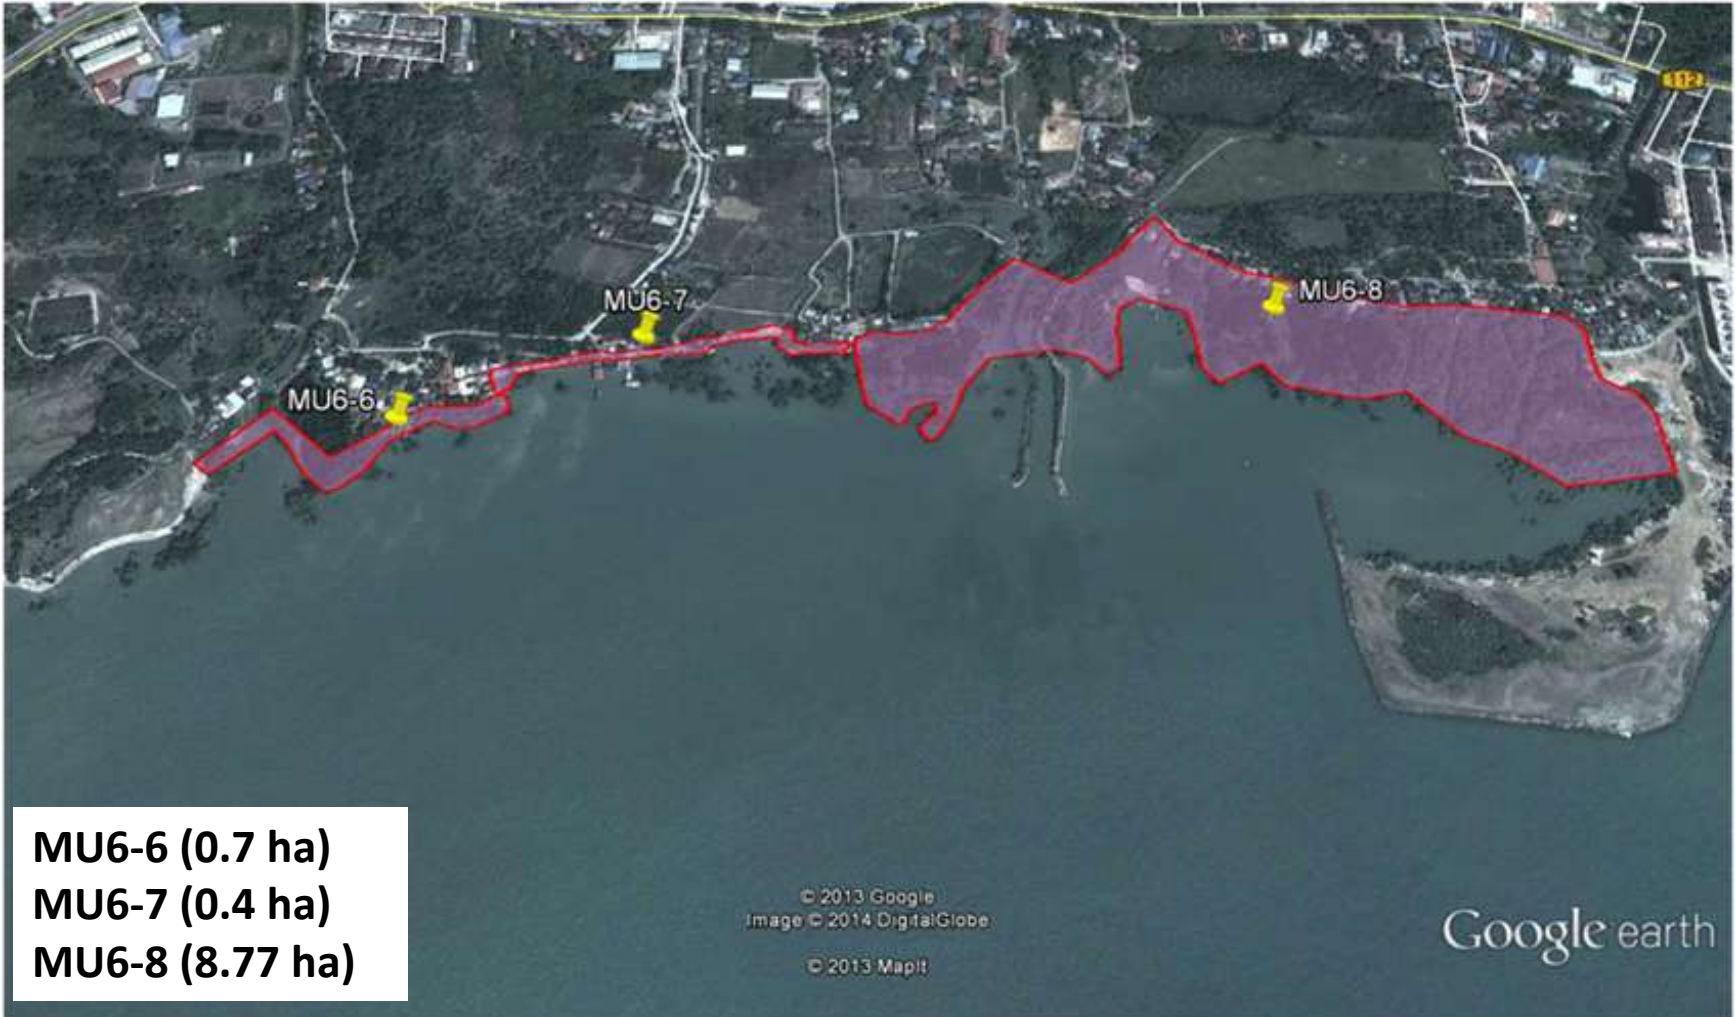 112
MU6-7
MU6-8
MU6-6
MU6-6 (0.7 ha)
MU6-7 (0.4 ha)
MU6-8 (8.77 ha)
© 2013 Google
Image © 2014 DigitalGlobe
© 2013 MapIt
Google earth